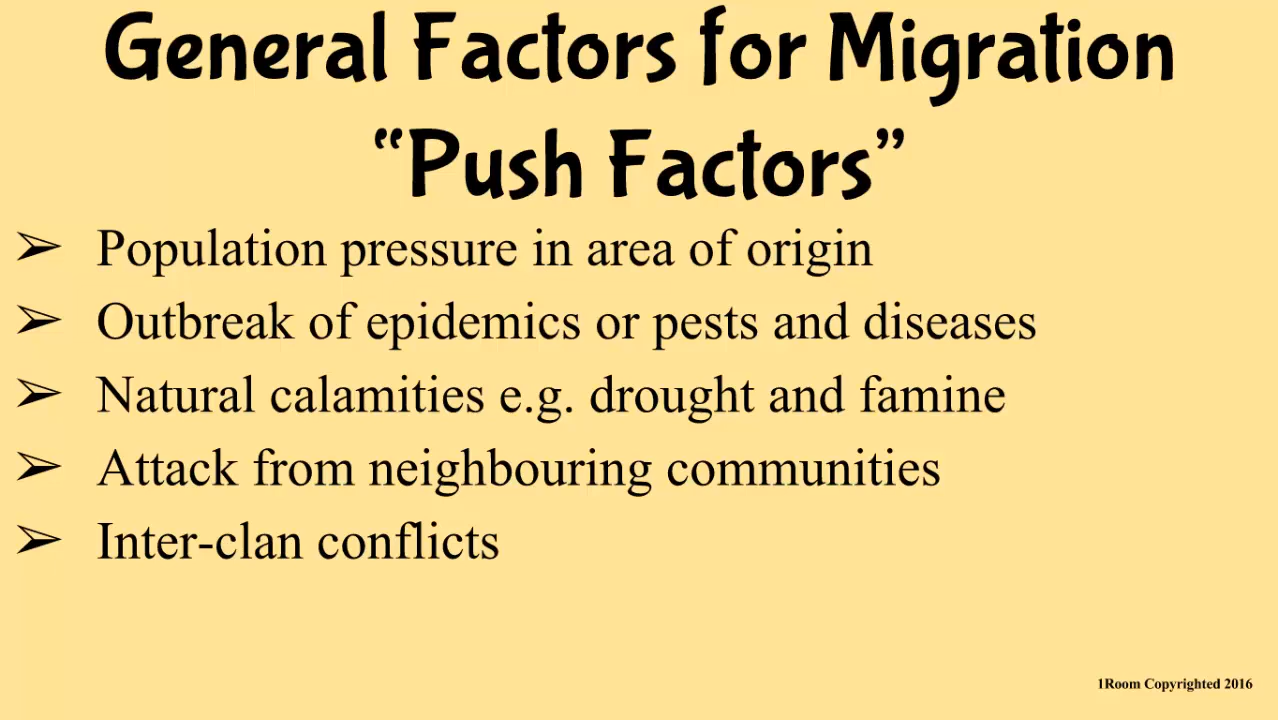 General Factors for Migration
“Push Factors”
➢ Population pressure in area of origin
➢ Outbreak of epidemics or pests and diseases
➢ Natural calamities e.g. drought and famine
➢ Attack from neighbouring communities
➢ Inter-clan conflicts
1Room Copyrighted 2016